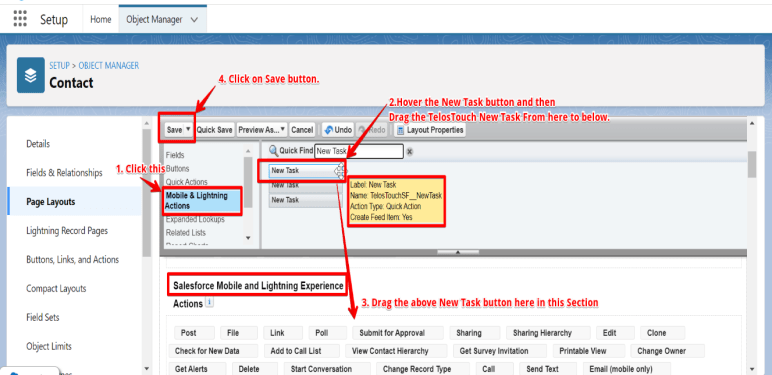 Setup Home Object Manager
SETUP > OBJECT MANAGER
Contact
4. Click on Save button.
2.Hover the New Task button and then
Drag the TelosTouch New Task From here to below.
1. Click this
Details
Fields & Relationships
Page Layouts
Lightning Record Pages
Buttons, Links, and Actions
Compact Layouts
Field Sets
Object Limits
Save Quick Save Preview As... Cancel Undo Redo Layout Properties
Fields
Buttons
Quick Actions
Mobile & Lightning
Actions
Expanded Lookups
Related Lists
Report Charts
Quick Find New Task
New Task
New Task
New Task
Label: New Task
Name: TelosTouchSF__NewTask
Action Type: Quick Action
Create Feed Item: Yes
Salesforce Mobile and Lightning Experience
Actions i
3. Drag the above New Task button here in this Section
Post File Link Poll Submit for Approval Sharing Sharing Hierarchy Edit Clone
Check for New Data Add to Call List View Contact Hierarchy Get Survey Invitation Printable View Change Owner
Get Alerts Delete Start Conversation Change Record Type Call Send Text Email (mobile only)